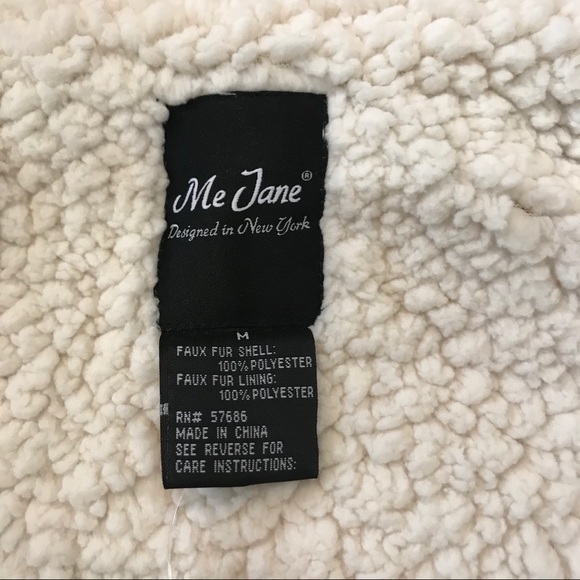 Me Jane®
Designed in New York
M
FAUX FUR SHELL:
100% POLYESTER
FAUX FUR LINING:
100% POLYESTER
RN# 57686
MADE IN CHINA
SEE REVERSE FOR
CARE INSTRUCTIONS: